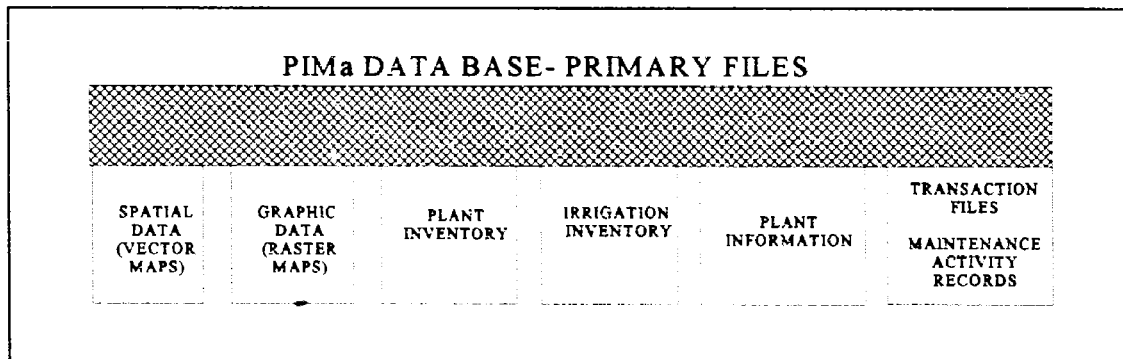 PIMa DATA BASE- PRIMARY FILES
SPATIAL
DATA
(VECTOR
MAPS)
GRAPHIC
DATA
(RASTER
MAPS)
PLANT
INVENTORY
IRRIGATION
INVENTORY
PLANT
INFORMATION
TRANSACTION
FILES
MAINTENANCE
ACTIVITY
RECORDS